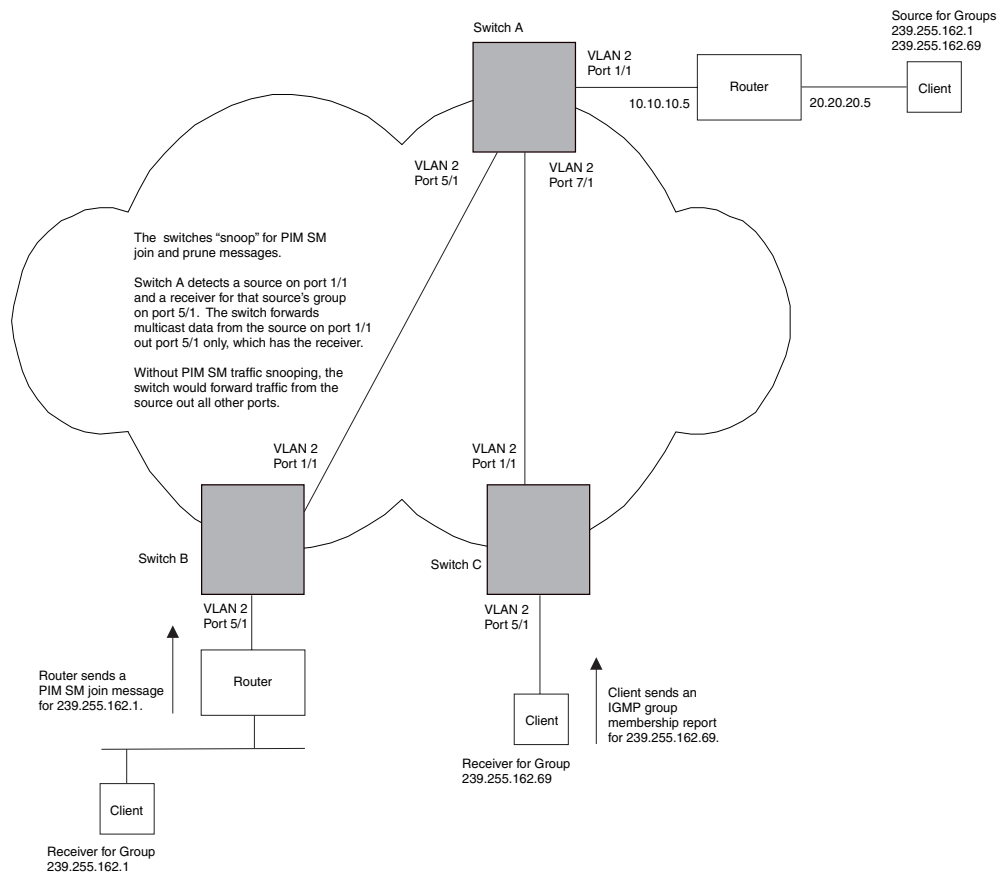 Switch A
Source for Groups
239.255.162.1
239.255.162.69
VLAN 2
Port 1/1
Router
Client
10.10.10.5
20.20.20.5
VLAN 2
Port 5/1
VLAN 2
Port 7/1
The switches “snoop” for PIM SM
join and prune messages.
Switch A detects a source on port 1/1
and a receiver for that source’s group
on port 5/1. The switch forwards
multicast data from the source on port 1/1
out port 5/1 only, which has the receiver.
Without PIM SM traffic snooping, the
switch would forward traffic from the
source out all other ports.
VLAN 2
Port 1/1
VLAN 2
Port 1/1
Switch B
Switch C
VLAN 2
Port 5/1
VLAN 2
Port 5/1
Router sends a
PIM SM join message
for 239.255.162.1.
Router
Client
Client sends an
IGMP group
membership report
for 239.255.162.69.
Receiver for Group
239.255.162.69
Client
Receiver for Group
239.255.162.1